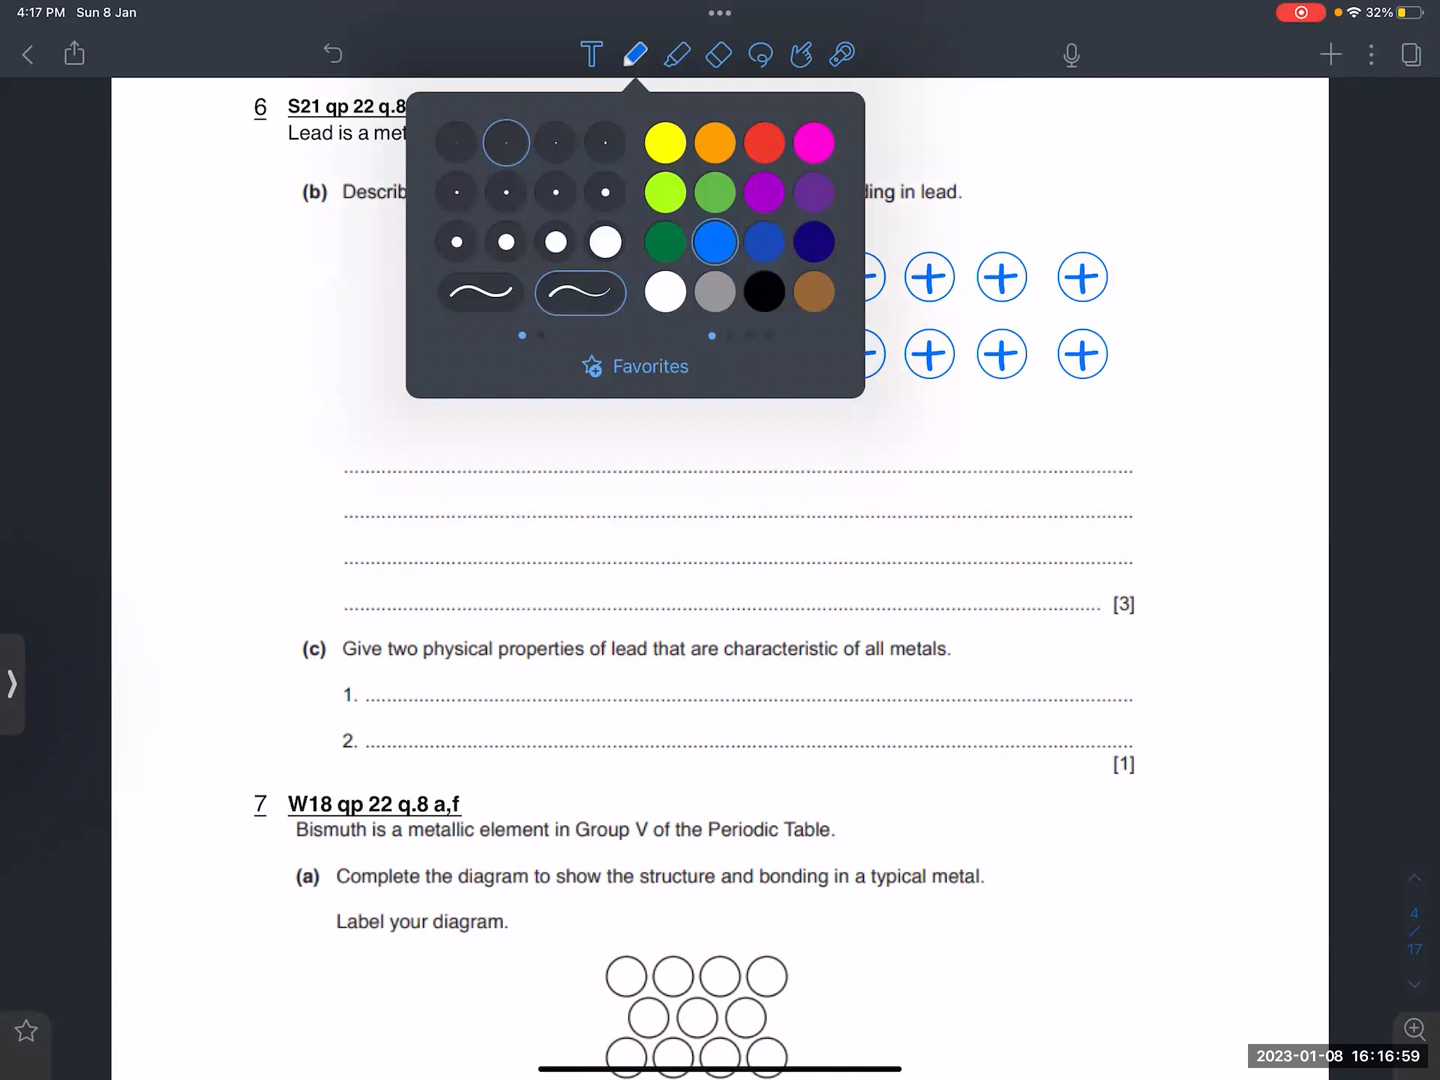 4:17 PM Sun 8 Jan
32%
6 S21 qp 22 q.8
Lead is a met
(b) Describ ding in lead.
+ + +
+ + +
[3]
(c) Give two physical properties of lead that are characteristic of all metals.
1.
2.
[1]
7 W18 qp 22 q.8 a,f
Bismuth is a metallic element in Group V of the Periodic Table.
(a) Complete the diagram to show the structure and bonding in a typical metal.
Label your diagram.
Favorites
4
/
17
2023-01-08 16:16:59